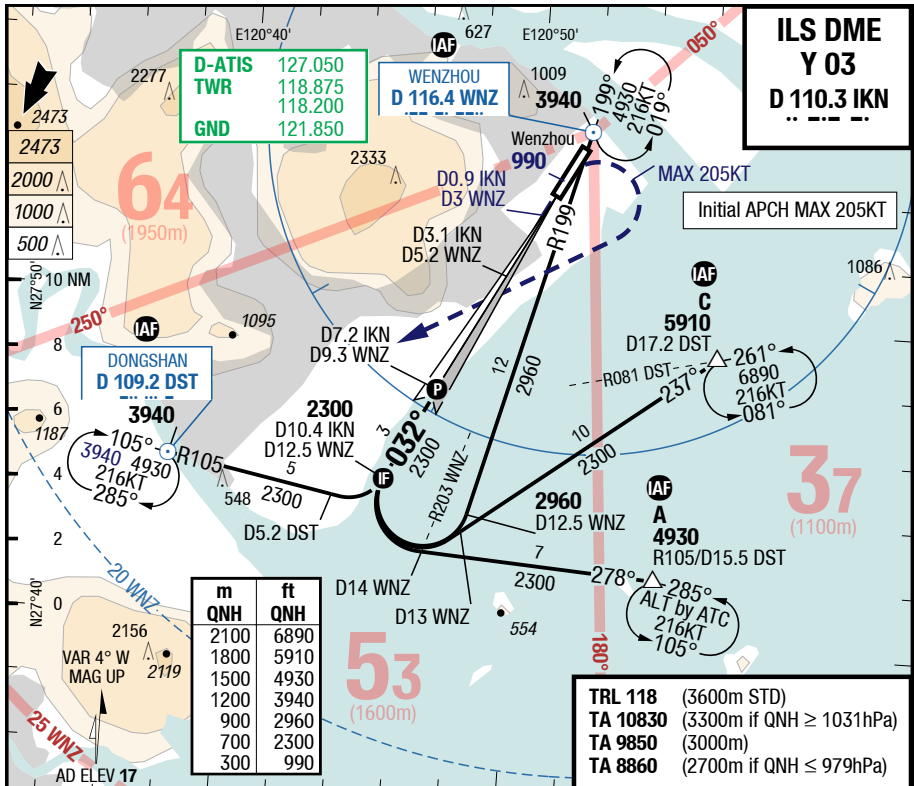 E120°40'
627
E120°50'
050°
ILS DME
Y 03
D 110.3 IKN
D-ATIS 127.050
TWR 118.875
118.200
GND 121.850
IAF
WENZHOU
D 116.4 WNZ
2277
1009
3940
199°
4930
216KT
019°
2473
2473
2000
1000
500
2333
64
(1950m)
Wenzhou
990
D0.9 IKN
D3 WNZ
MAX 205KT
Initial APCH MAX 205KT
R199
D3.1 IKN
D5.2 WNZ
N27°50'
10 NM
250°
1095
IAF
C
5910
D17.2 DST
1086
IAF
DONGSHAN
D 109.2 DST
3940
8
D7.2 IKN
D9.3 WNZ
12
2960
R081 DST
237°
261°
6890
216KT
081°
P
6
1187
105°
3940 4930
216KT
285°
R105
5
2300
2300
D10.4 IKN
D12.5 WNZ
3
032°
2300
10
2300
4
548
D5.2 DST
IF
R203 WNZ
2960
D12.5 WNZ
37
(1100m)
IAF
A
4930
R105/D15.5 DST
2
7
2300
278°
285°
ALT by ATC
216KT
105°
D14 WNZ
D13 WNZ
20 WNZ
N27°40'
0
554
m ft
QNH QNH
2100 6890
1800 5910
1500 4930
1200 3940
900 2960
700 2300
300 990
2156
2119
VAR 4° W
MAG UP
53
(1600m)
180°
25 WNZ
AD ELEV 17
TRL 118 (3600m STD)
TA 10830 (3300m if QNH ≥ 1031hPa)
TA 9850 (3000m)
TA 8860 (2700m if QNH ≤ 979hPa)